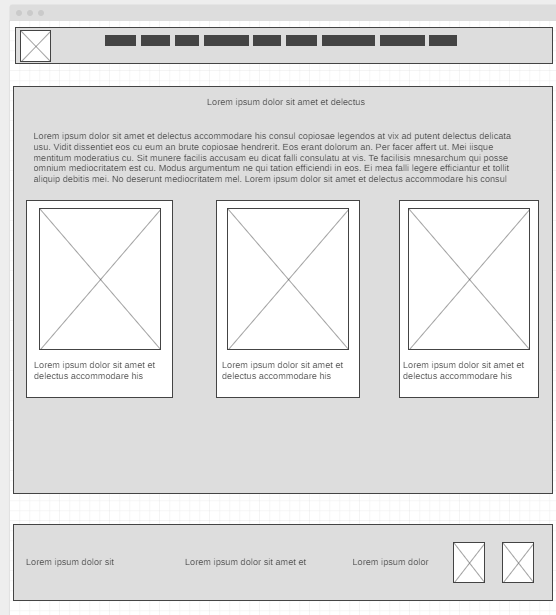 Lorem ipsum dolor sit amet et delectus
Lorem ipsum dolor sit amet et delectus accommodare his consul copiosae legendos at vix ad putent delectus delicata
usu. Vidit dissentiet eos cu eum an brute copiosae hendrerit. Eos erant dolorum an. Per facer affert ut. Mei iisque
mentitum moderatius cu. Sit munere facilis accusam eu dicat falli consulatu at vis. Te facilisis mnesarchum qui posse
omnium mediocritatem est cu. Modus argumentum ne qui tation efficiendi in eos. Ei mea falli legere efficiantur et tollit
aliquip debitis mei. No deserunt mediocritatem mel. Lorem ipsum dolor sit amet et delectus accommodare his consul
Lorem ipsum dolor sit amet et
delectus accommodare his
Lorem ipsum dolor sit amet et
delectus accommodare his
Lorem ipsum dolor sit amet et
delectus accommodare his
Lorem ipsum dolor sit
Lorem ipsum dolor sit amet et
Lorem ipsum dolor